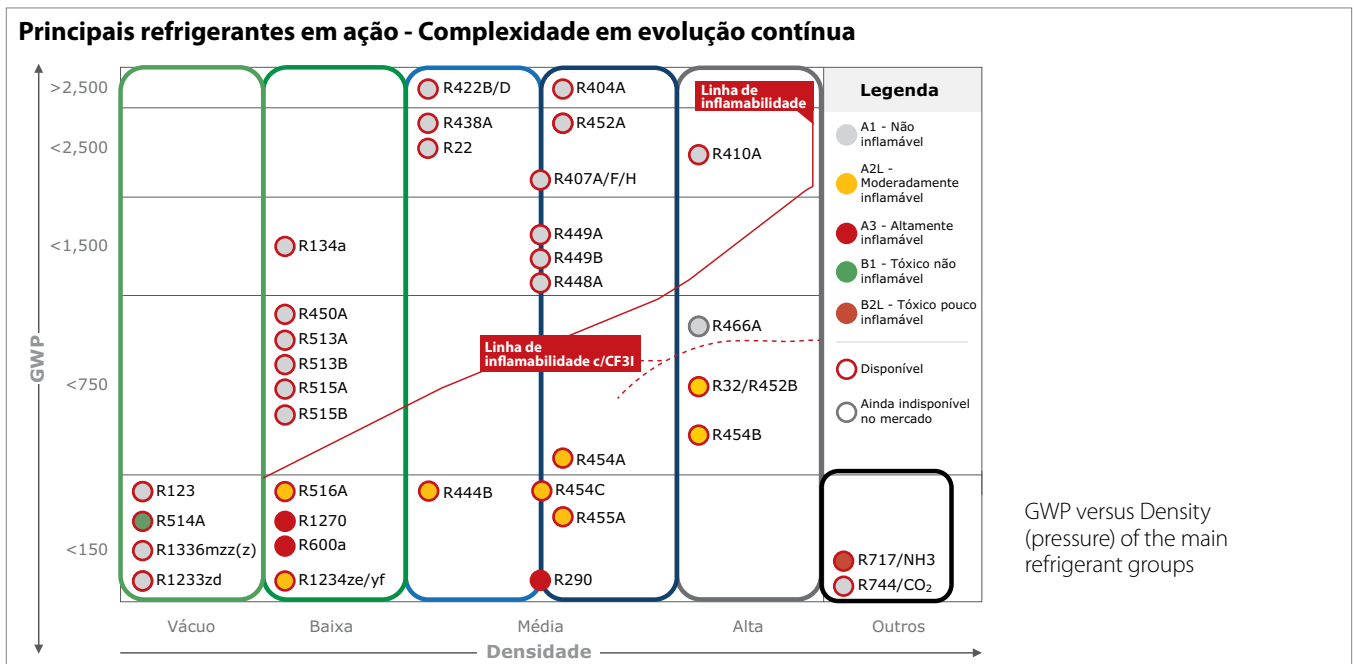 Principais refrigerantes em ação - Complexidade em evolução contínua
GWP
>2,500
<2,500
<1,500
<750
<150
R123
R514A
R1336mzz(z)
R1233zd
R134a
R450A
R513A
R513B
R515A
R515B
R516A
R1270
R600a
R1234ze/yf
R422B/D
R438A
R22
R444B
R404A
R452A
R407A/F/H
R449A
R449B
R448A
Linha de
inflamabilidade c/CF3I
R454A
R454C
R455A
R290
Linha de
inflamabilidade
R410A
R466A
R32/R452B
R454B
Legenda
A1 - Não
inflamável
A2L -
Moderadamente
inflamável
A3 - Altamente
inflamável
B1 - Tóxico não
inflamável
B2L - Tóxico pouco
inflamável
Disponível
Ainda indisponível
no mercado
R717/NH3
R744/CO₂
Vácuo
Baixa
Média
Alta
Outros
Densidade
GWP versus Density
(pressure) of the main
refrigerant groups